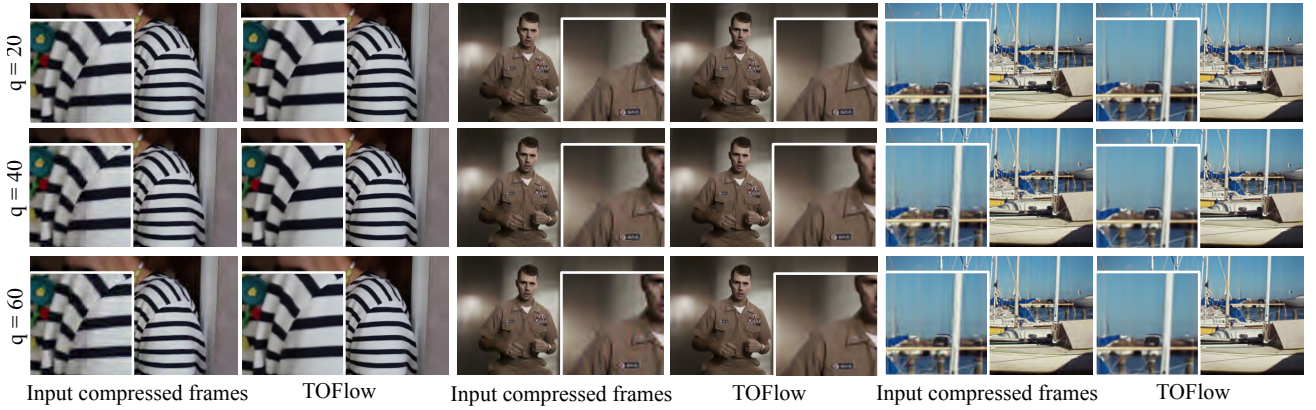 q = 20
q = 40
q = 60
Input compressed frames TOFlow Input compressed frames TOFlow Input compressed frames TOFlow